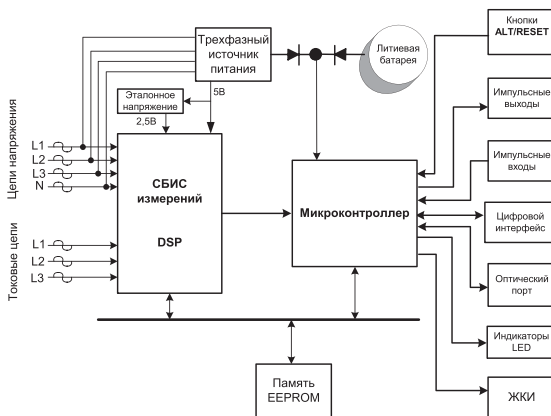 Трехфазный
источник
питания
Литиевая
батарея
Кнопки
ALT/RESET
Эталонное
напряжение
5В
2,5В
Импульсные
выходы
Цепи напряжения
L1
L2
L3
N
СБИС
измерений
DSP
Микроконтроллер
Импульсные
входы
Цифровой
интерфейс
Токовые цепи
L1
L2
L3
Оптический
порт
Индикаторы
LED
Память
EEPROM
ЖКИ